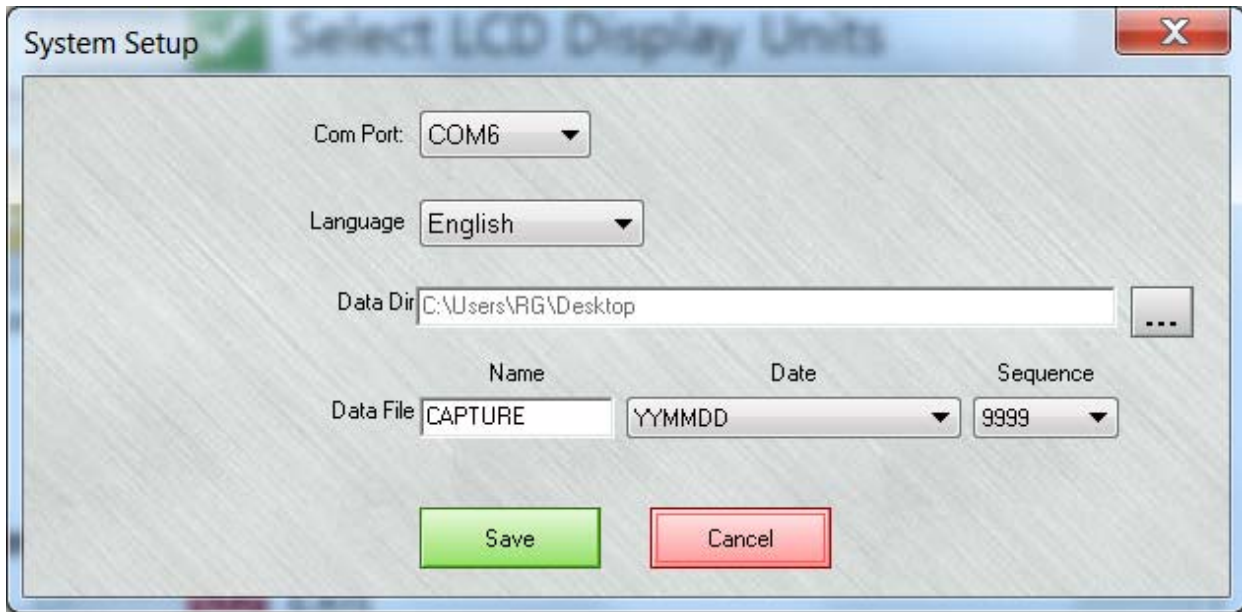 Select LCD Display Units
System Setup
X
Com Port: COM6
Language English
Data Dir C:\Users\RG\Desktop ...
Name Date Sequence
Data File CAPTURE YYMMDD 9999
Save Cancel